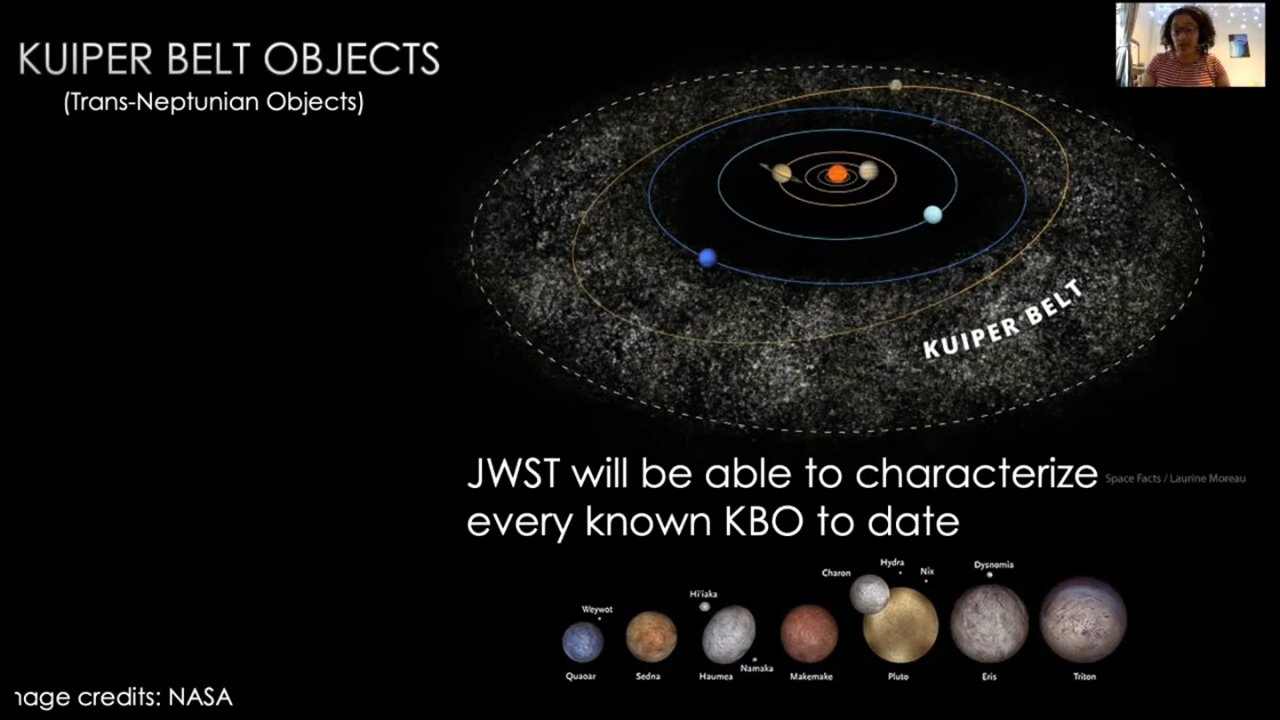 KUIPER BELT OBJECTS
(Trans-Neptunian Objects)
KUIPER BELT
JWST will be able to characterize
every known KBO to date
Space Facts / Laurine Moreau
Weywot
Hi'iaka
Charon
Hydra
Nix
Dysnomia
Namaka
Quaoar
Sedna
Haumea
Makemake
Pluto
Eris
Triton
nage credits: NASA